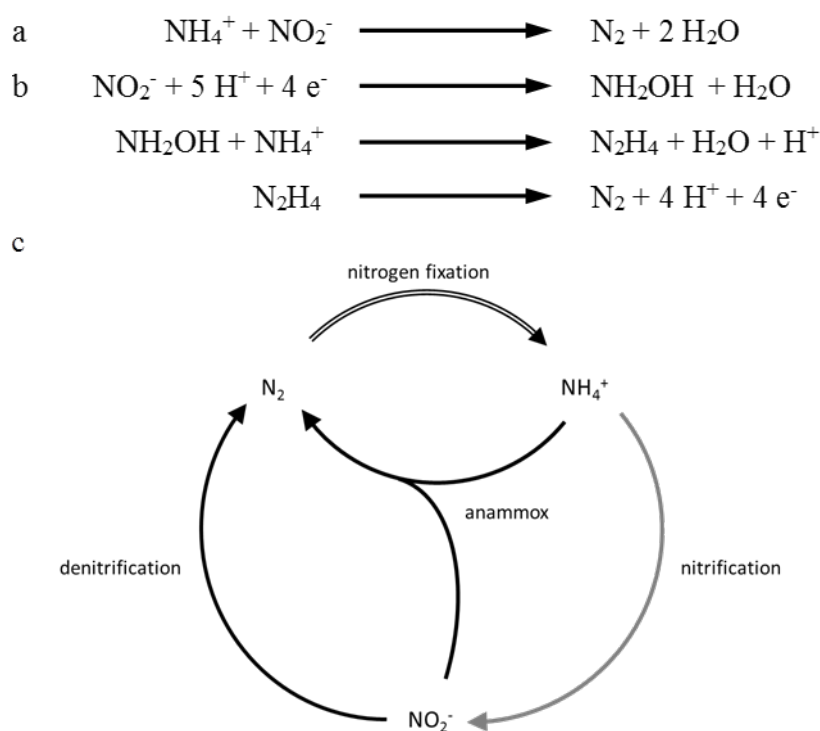 a NH₄⁺ + NO₂⁻ N₂ + 2 H₂O
b NO₂⁻ + 5 H⁺ + 4 e⁻ NH₂OH + H₂O
NH₂OH + NH₄⁺ N₂H₄ + H₂O + H⁺
N₂H₄ N₂ + 4 H⁺ + 4 e⁻
c
nitrogen fixation
N₂ NH₄⁺
anammox
denitrification nitrification
NO₂⁻